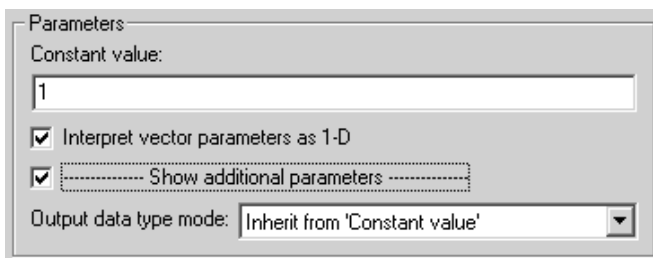 Parameters
Constant value:
1
Interpret vector parameters as 1-D
-------------- Show additional parameters --------------
Output data type mode: Inherit from 'Constant value'